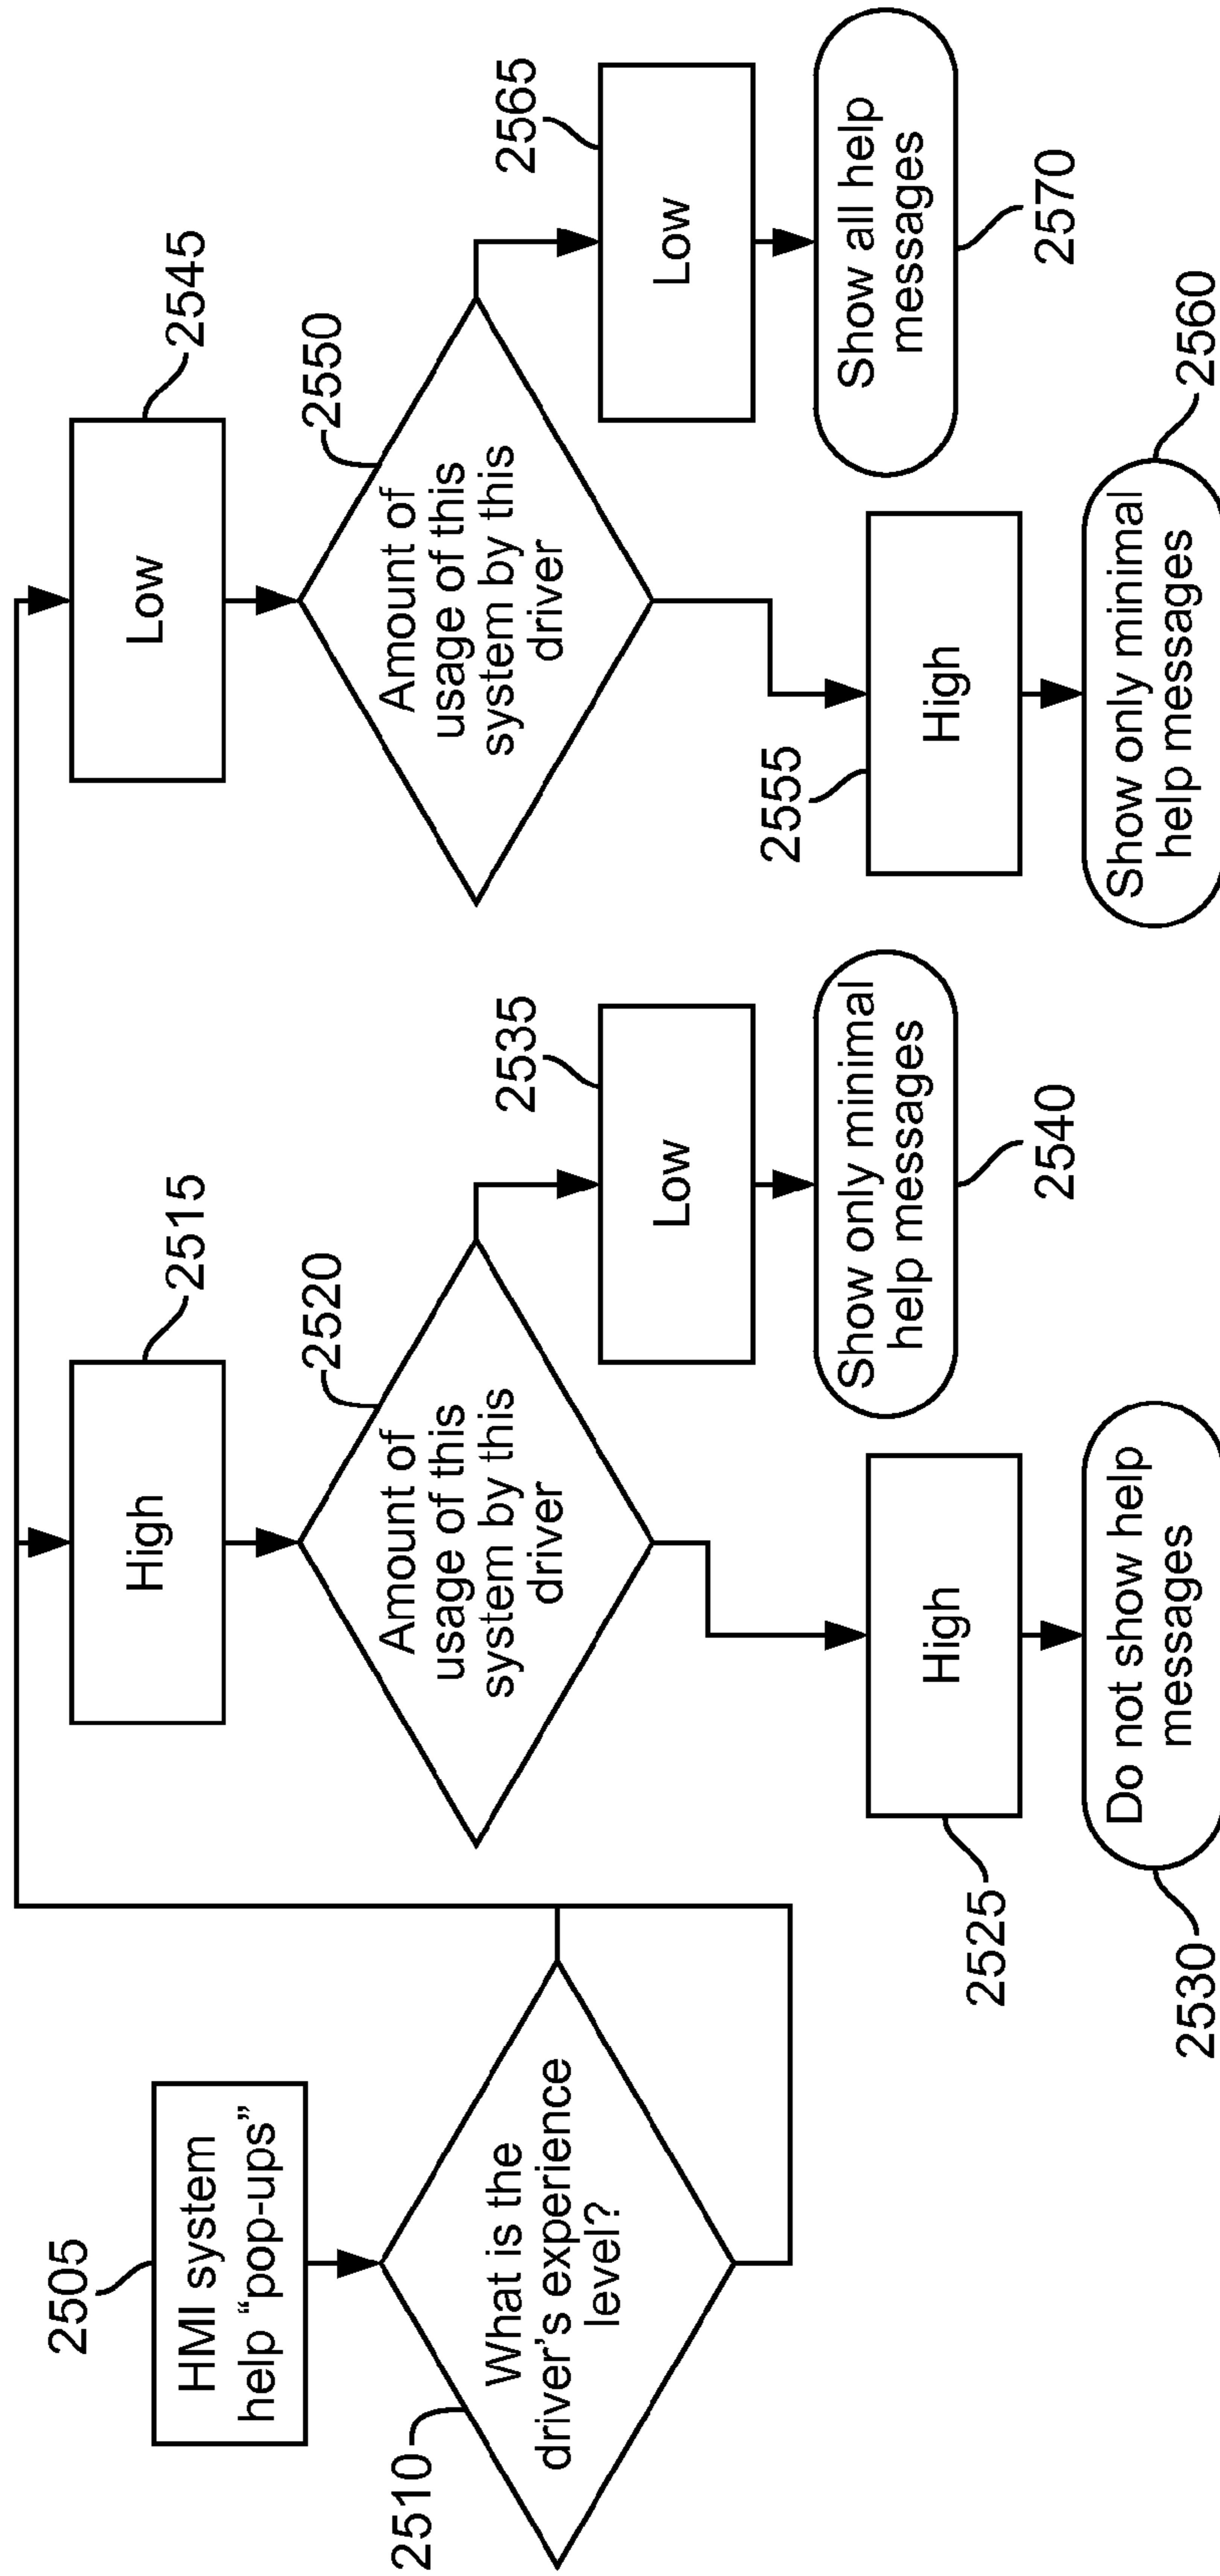 2505
HMI system
help “pop-ups”
2510
What is the
driver’s experience
level?
High
2515
Amount of
usage of this
system by this
driver
2520
High
2525
Do not show help
messages
2530
Low
2535
Show only minimal
help messages
2540
Low
2545
Amount of
usage of this
system by this
driver
2550
High
2555
Show only minimal
help messages
2560
Low
2565
Show all help
messages
2570